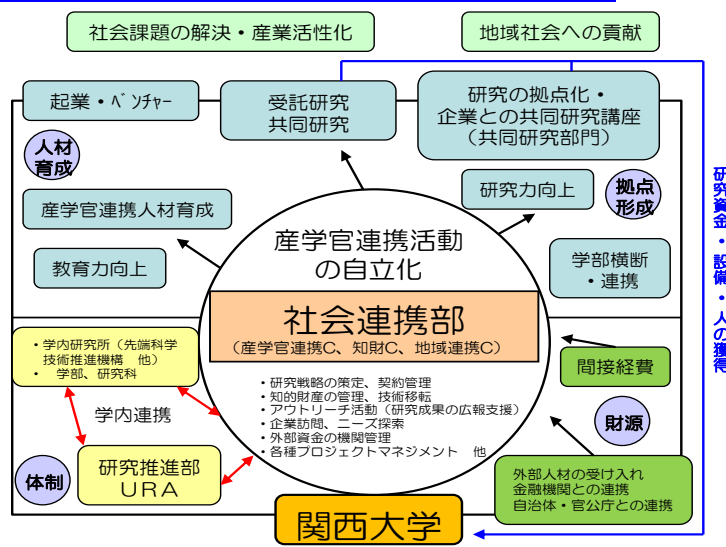 社会課題の解決・産業活性化
地域社会への貢献
起業・ﾍﾞﾝﾁｬｰ
受託研究
共同研究
研究の拠点化・
企業との共同研究講座
（共同研究部門）
人材
育成
産学官連携人材育成
教育力向上
研究力向上
拠点
形成
学部横断
・連携
研究資金・設備・人の獲得
産学官連携活動
の自立化
社会連携部
（産学官連携C、知財C、地域連携C）
・研究戦略の策定、契約管理
・知的財産の管理、技術移転
・アウトリーチ活動（研究成果の広報支援）
・企業訪問、ニーズ探索
・外部資金の機関管理
・各種プロジェクトマネジメント　他
・学内研究所（先端科学
技術推進機構　他）
・　学部、研究科
学内連携
研究推進部
URA
体制
間接経費
財源
外部人材の受け入れ
金融機関との連携
自治体・官公庁との連携
関西大学